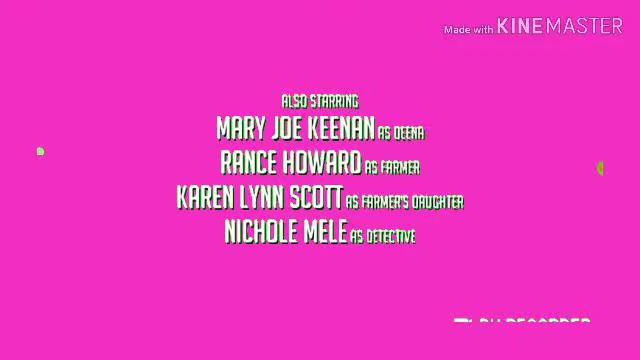 Made with KINEMASTER
ALSO STARRING
MARY JOE KEENAN AS DEENA
RANCE HOWARD AS FARMER
KAREN LYNN SCOTT AS FARMER'S DAUGHTER
NICHOLE MELE AS DETECTIVE
RECORDER